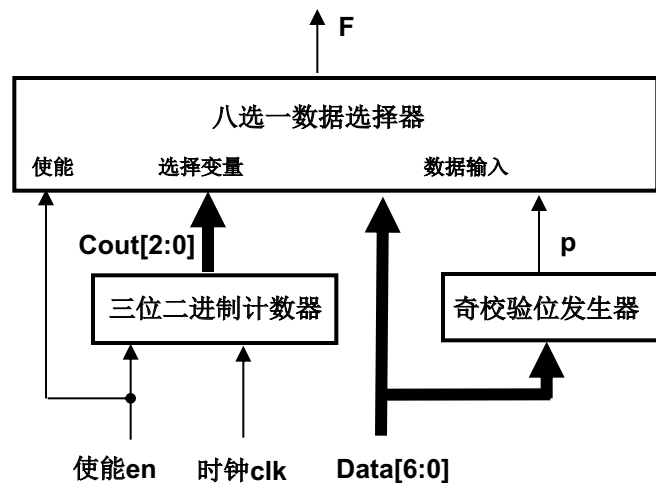 F
八选一数据选择器
使能 选择变量 数据输入
Cout[2:0] p
三位二进制计数器 奇校验位发生器
使能en 时钟clk Data[6:0]